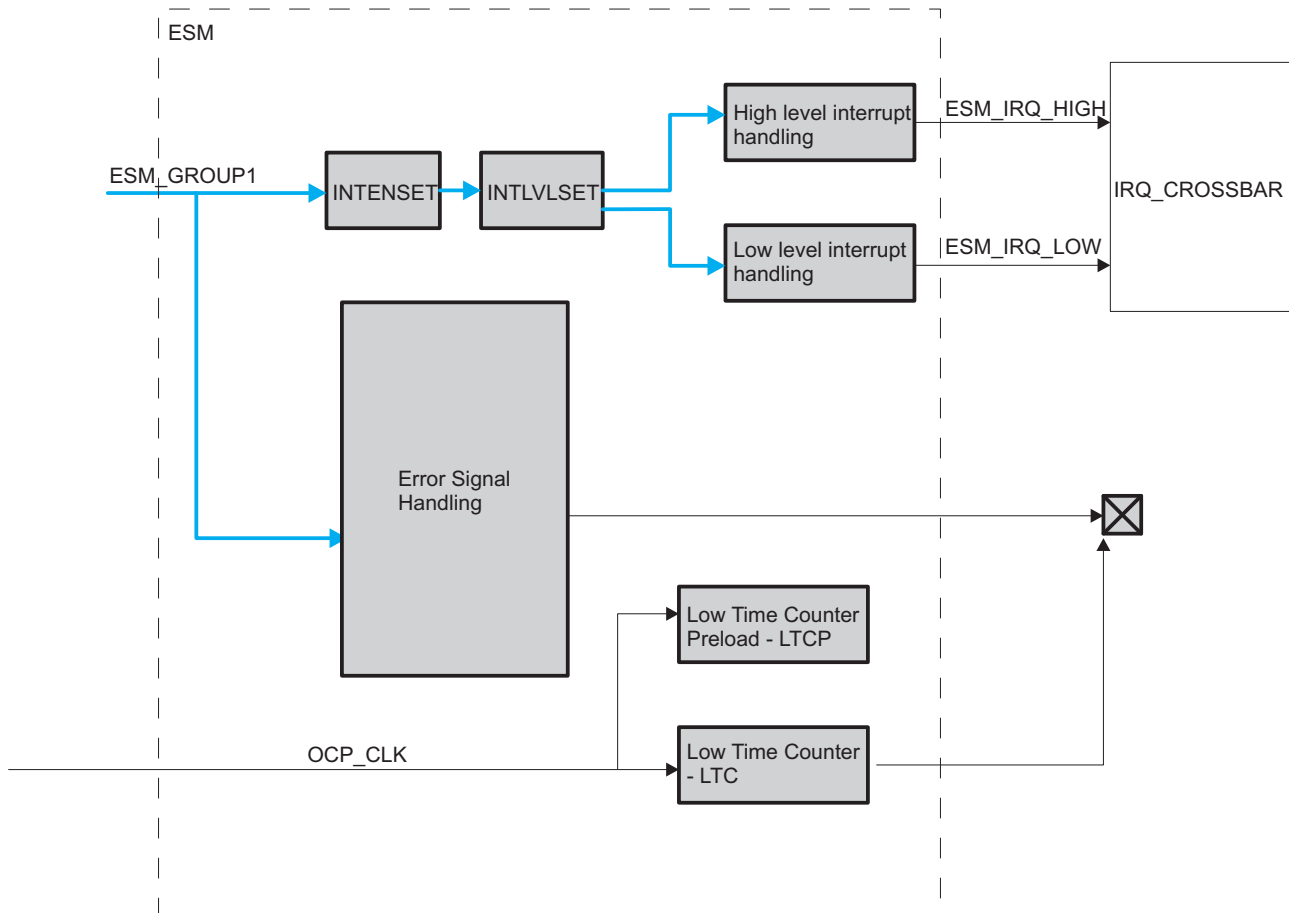 ESM
High level interrupt
handling
ESM_IRQ_HIGH
ESM_GROUP1
INTENSET
INTLVLSET
IRQ_CROSSBAR
Low level interrupt
handling
ESM_IRQ_LOW
Error Signal
Handling
Low Time Counter
Preload - LTCP
OCP_CLK
Low Time Counter
- LTC